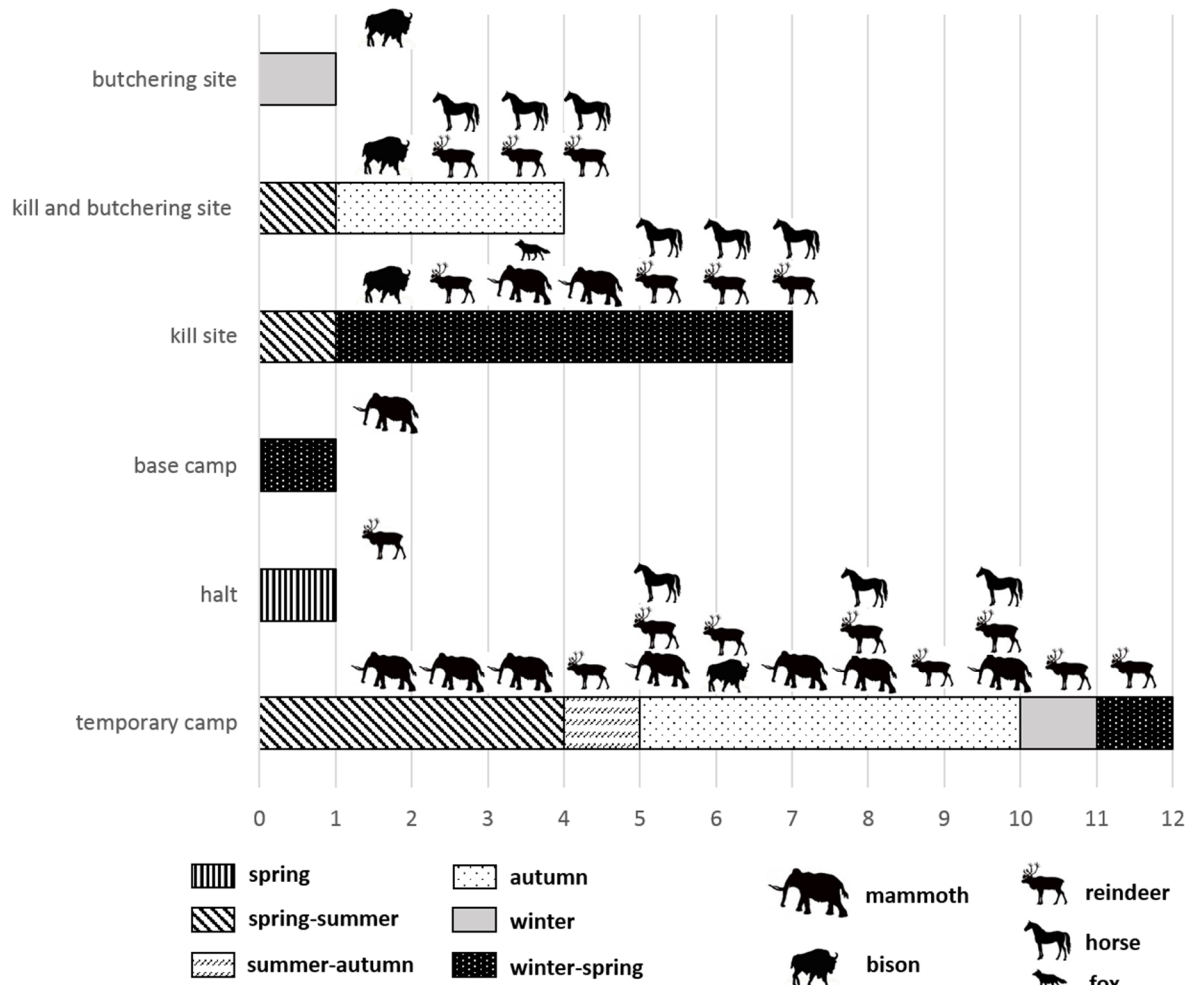 butchering site
kill and butchering site
kill site
base camp
halt
temporary camp
0 1 2 3 4 5 6 7 8 9 10 11 12
spring
spring-summer
summer-autumn
autumn
winter
winter-spring
mammoth
bison
reindeer
horse
fox